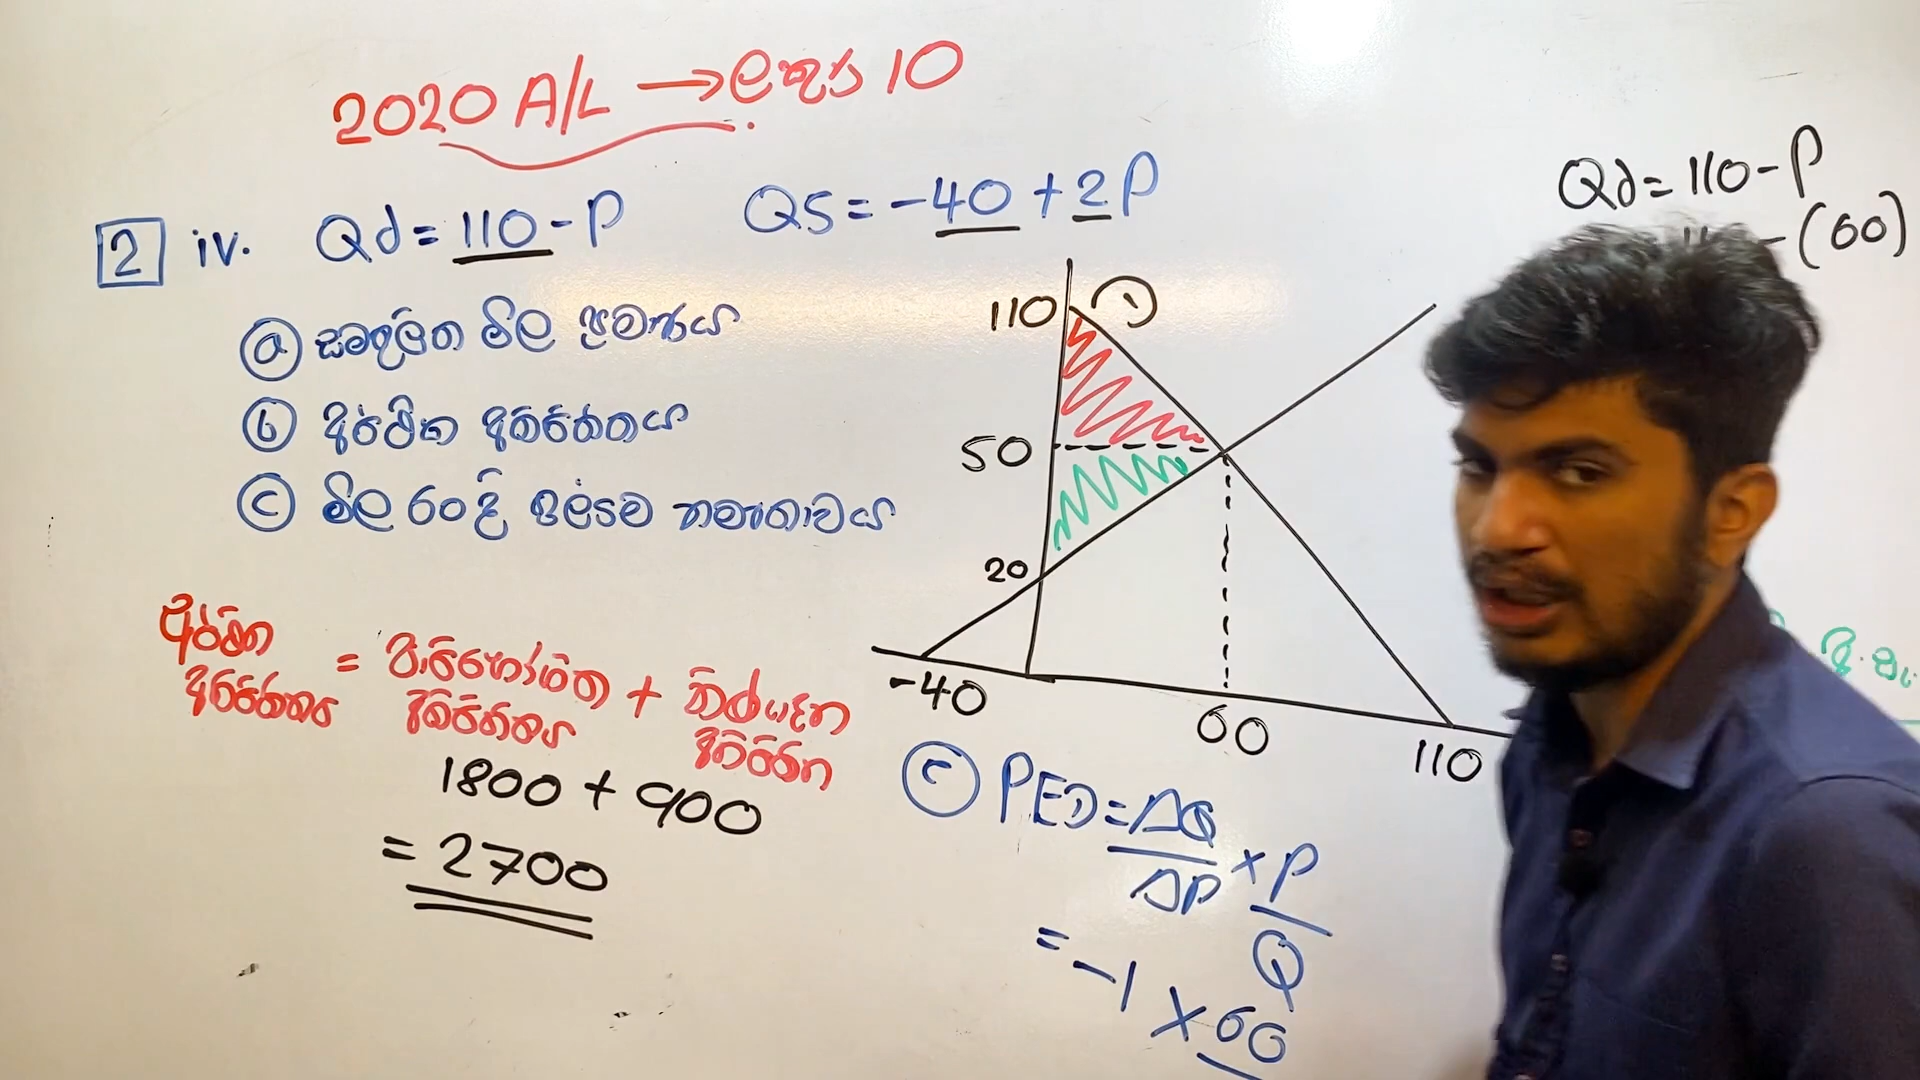 2020 A/L → ලකුණු 10
2 iv. Qd = 110 - P QS = -40 + 2P
a සමතුලිත මිල ප්‍රමාණය
b ආර්ථික අතිරික්තය
c මිල රේඛීය ඉල්ලුම් නම්‍යතාවය
ආර්ථික අතිරික්තය = පාරිභෝගික අතිරික්තය + නිෂ්පාදන අතිරික්ත
1800 + 900
= 2700
110
50
20
-40
60
110
c PED = ΔQ/ΔP × P/Q
= -1 × 60
Qd = 110 - P
- (60)